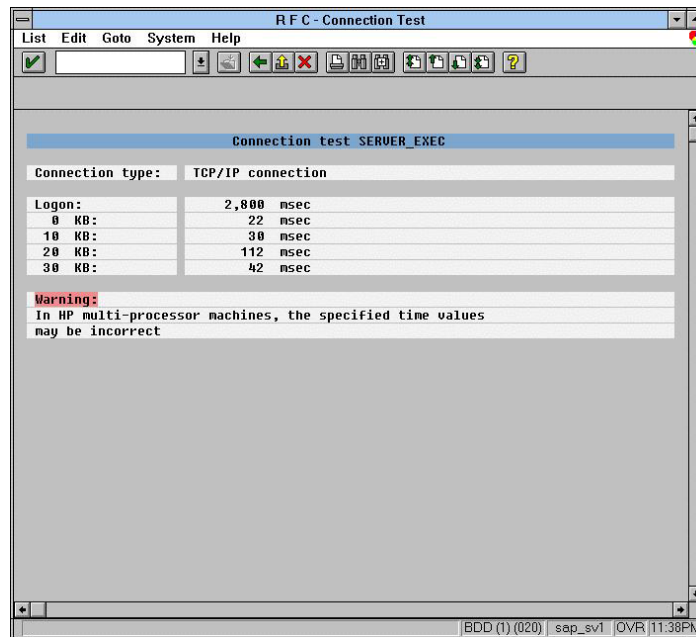 R F C - Connection Test
List Edit Goto System Help
Connection test SERVER_EXEC
Connection type: TCP/IP connection
Logon: 2,800 msec
0 KB: 22 msec
10 KB: 30 msec
20 KB: 112 msec
30 KB: 42 msec
Warning:
In HP multi-processor machines, the specified time values
may be incorrect
BDD (1) (020) sap_sv1 OVR 11:38PM